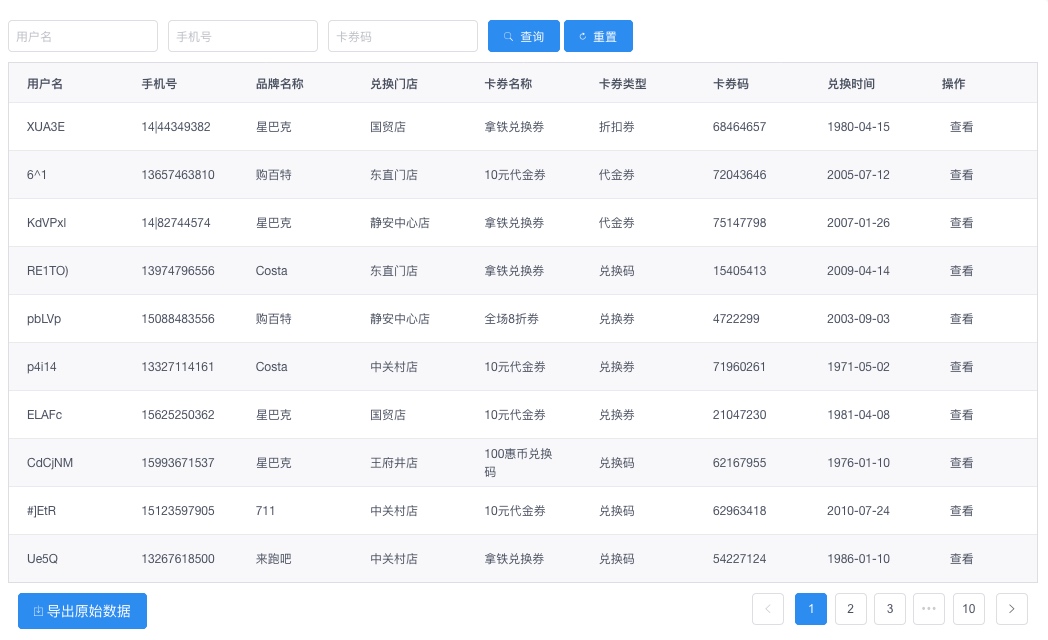 用户名 手机号 卡券码 查询 重置
用户名 手机号 品牌名称 兑换门店 卡券名称 卡券类型 卡券码 兑换时间 操作
XUA3E 14|44349382 星巴克 国贸店 拿铁兑换券 折扣券 68464657 1980-04-15 查看
6^1 13657463810 购百特 东直门店 10元代金券 代金券 72043646 2005-07-12 查看
KdVPxl 14|82744574 星巴克 静安中心店 拿铁兑换券 代金券 75147798 2007-01-26 查看
RE1TO) 13974796556 Costa 东直门店 拿铁兑换券 兑换码 15405413 2009-04-14 查看
pbLVp 15088483556 购百特 静安中心店 全场8折券 兑换券 4722299 2003-09-03 查看
p4i14 13327114161 Costa 中关村店 10元代金券 兑换券 71960261 1971-05-02 查看
ELAFc 15625250362 星巴克 国贸店 10元代金券 兑换券 21047230 1981-04-08 查看
CdCjNM 15993671537 星巴克 王府井店 100惠币兑换码 兑换码 62167955 1976-01-10 查看
#]EtR 15123597905 711 中关村店 10元代金券 兑换码 62963418 2010-07-24 查看
Ue5Q 13267618500 来跑吧 中关村店 拿铁兑换券 兑换码 54227124 1986-01-10 查看
导出原始数据 1 2 3 ••• 10